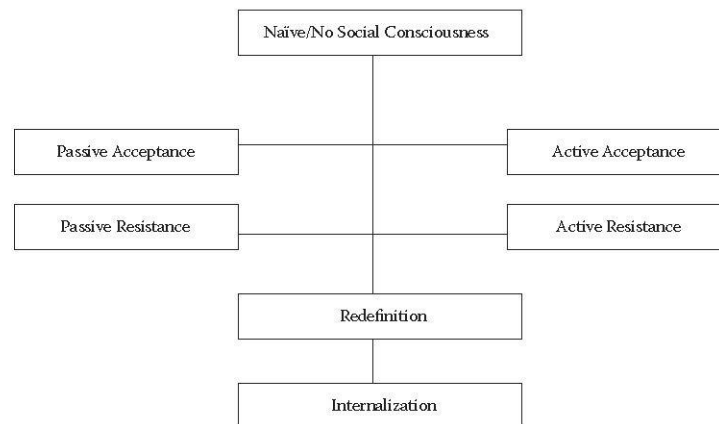 Naïve/No Social Consciousness
Passive Acceptance
Active Acceptance
Passive Resistance
Active Resistance
Redefinition
Internalization